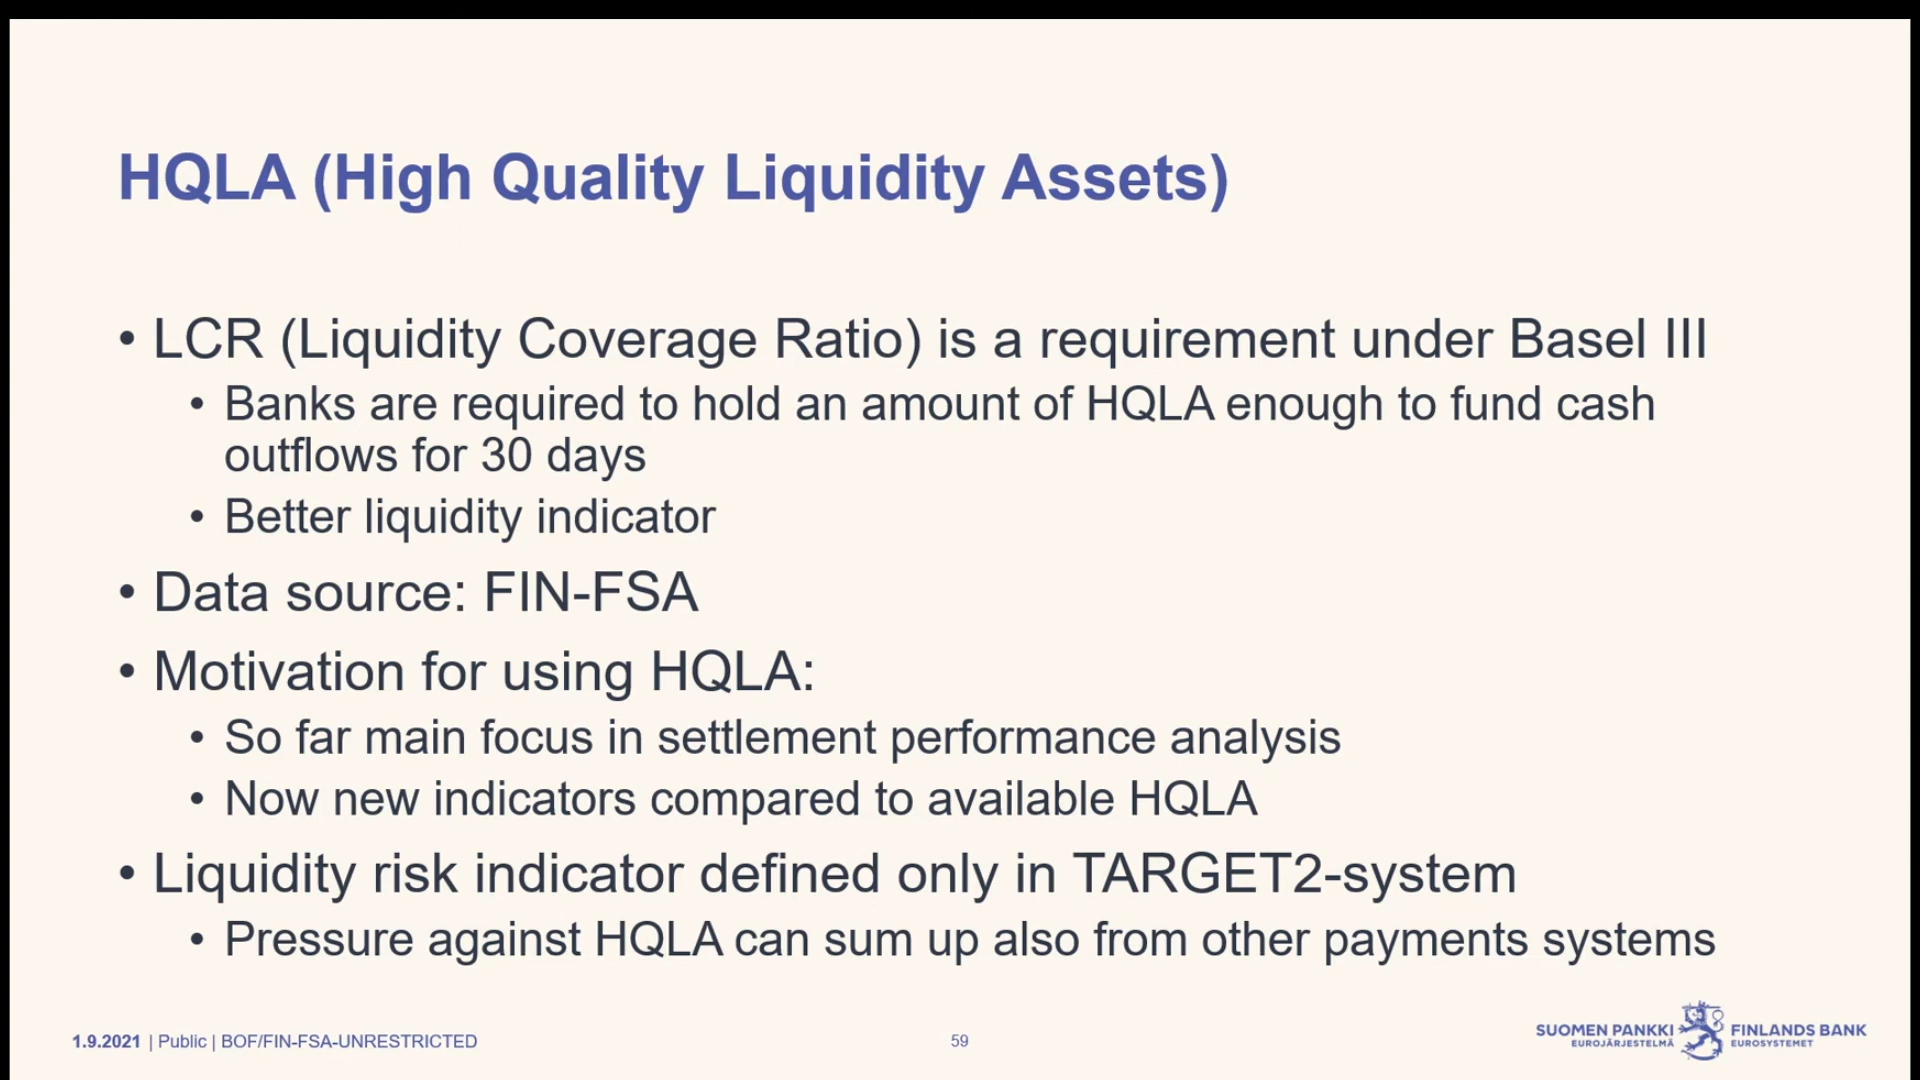 HQLA (High Quality Liquidity Assets)
• LCR (Liquidity Coverage Ratio) is a requirement under Basel III
• Banks are required to hold an amount of HQLA enough to fund cash
outflows for 30 days
• Better liquidity indicator
• Data source: FIN-FSA
• Motivation for using HQLA:
• So far main focus in settlement performance analysis
• Now new indicators compared to available HQLA
• Liquidity risk indicator defined only in TARGET2-system
• Pressure against HQLA can sum up also from other payments systems
1.9.2021 | Public | BOF/FIN-FSA-UNRESTRICTED
59
SUOMEN PANKKI FINLANDS BANK
EUROJÄRJESTELMÄ EUROSYSTEMET